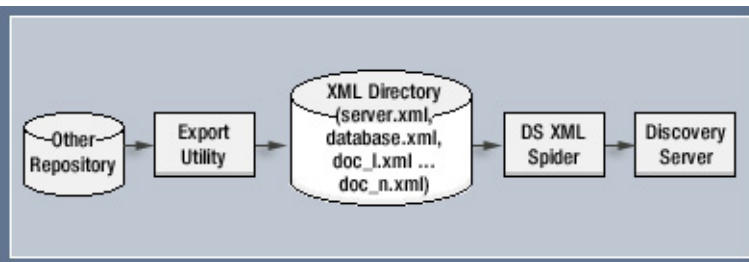 Other
Repository
Export
Utility
XML Directory
(server.xml,
database.xml,
doc_l.xml ...
doc_n.xml)
DS XML
Spider
Discovery
Server